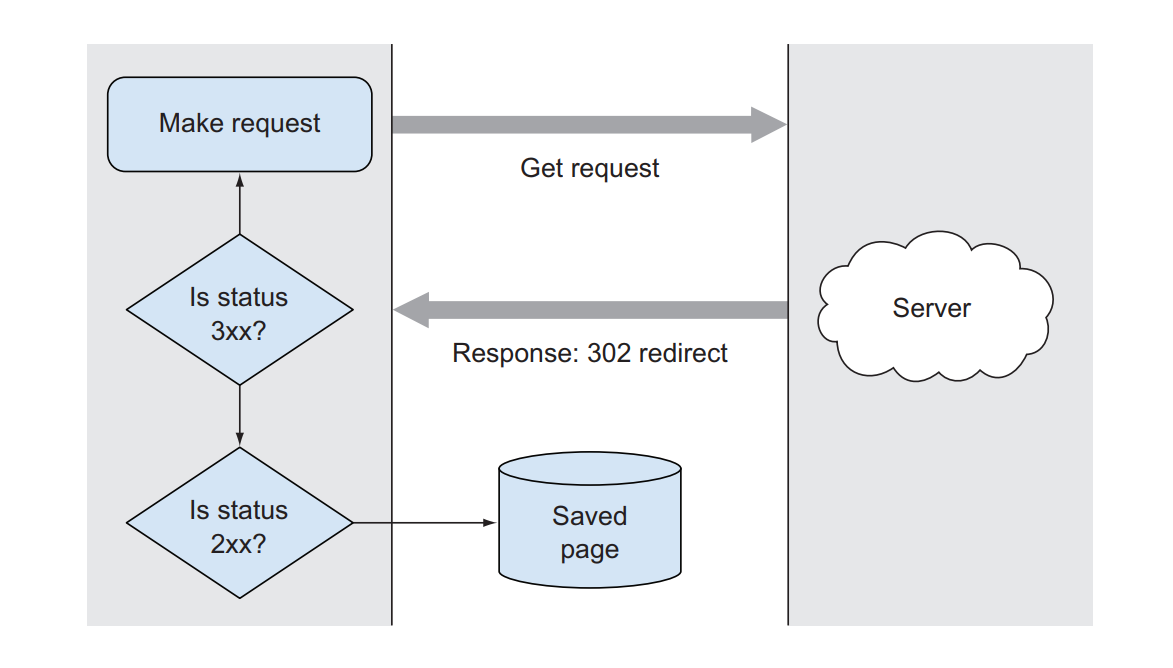 Make request
Get request
Is status
3xx?
Response: 302 redirect
Server
Is status
2xx?
Saved
page